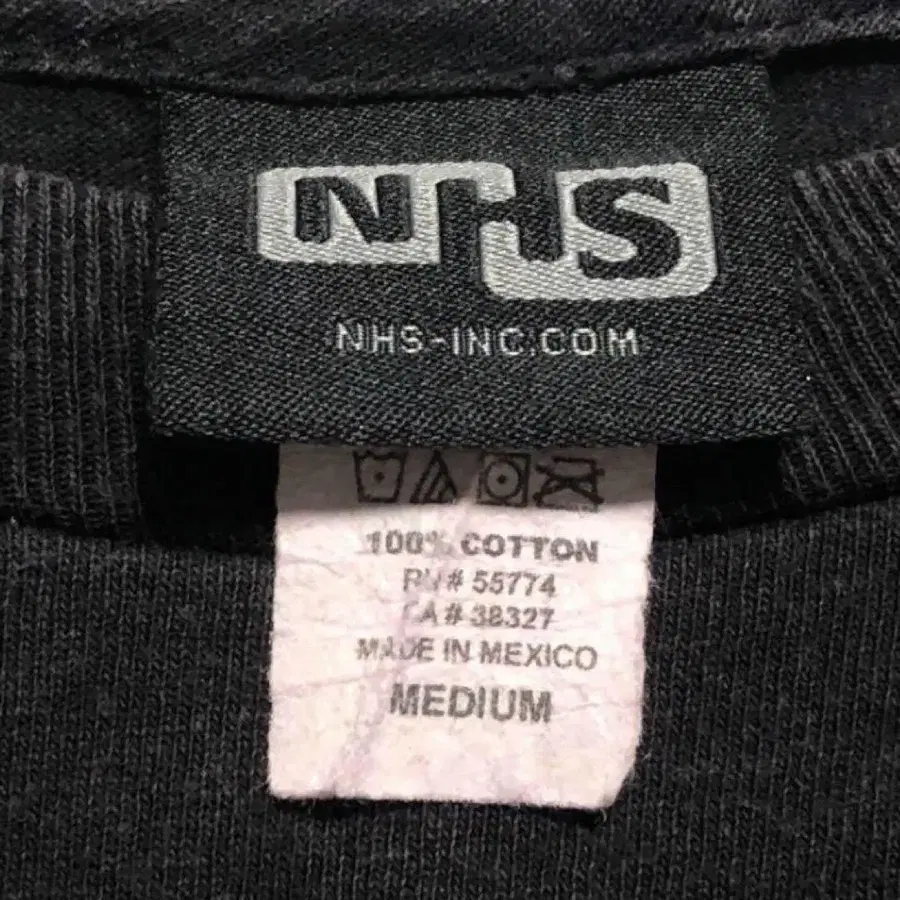 NHS
NHS-INC.COM
100% COTTON
RN# 55774
CA# 38327
MADE IN MEXICO
MEDIUM